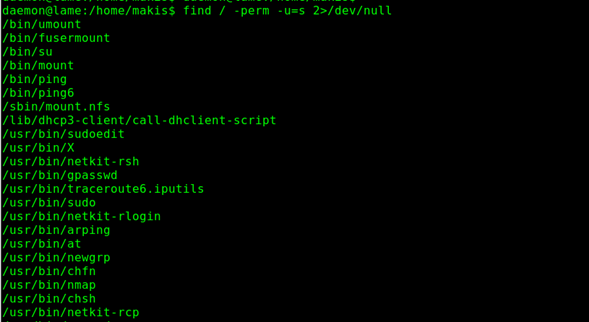 daemon@lame:/home/makis$ find / -perm -u=s 2>/dev/null
/bin/umount
/bin/fusermount
/bin/su
/bin/mount
/bin/ping
/bin/ping6
/sbin/mount.nfs
/lib/dhcp3-client/call-dhclient-script
/usr/bin/sudoedit
/usr/bin/X
/usr/bin/netkit-rsh
/usr/bin/gpasswd
/usr/bin/traceroute6.iputils
/usr/bin/sudo
/usr/bin/netkit-rlogin
/usr/bin/arping
/usr/bin/at
/usr/bin/newgrp
/usr/bin/chfn
/usr/bin/nmap
/usr/bin/chsh
/usr/bin/netkit-rcp